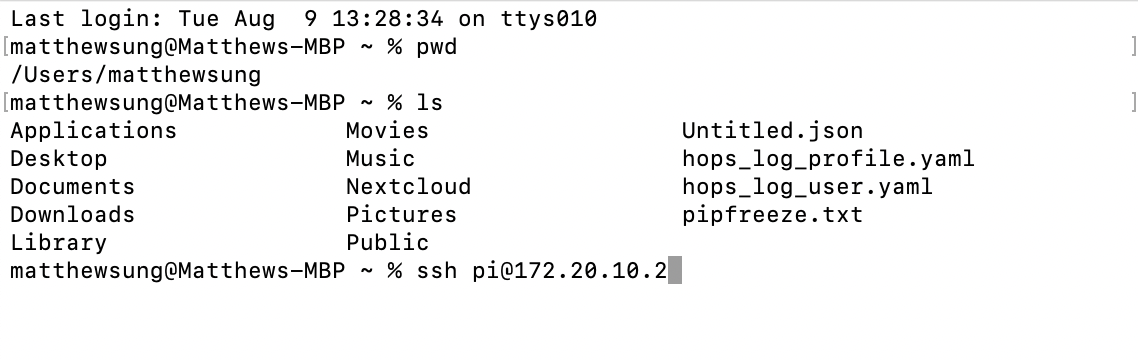 Last login: Tue Aug  9 13:28:34 on ttys010
[matthewsung@Matthews-MBP ~ % pwd ]
/Users/matthewsung
[matthewsung@Matthews-MBP ~ % ls ]
Applications Movies Untitled.json
Desktop Music hops_log_profile.yaml
Documents Nextcloud hops_log_user.yaml
Downloads Pictures pipfreeze.txt
Library Public
matthewsung@Matthews-MBP ~ % ssh pi@172.20.10.2